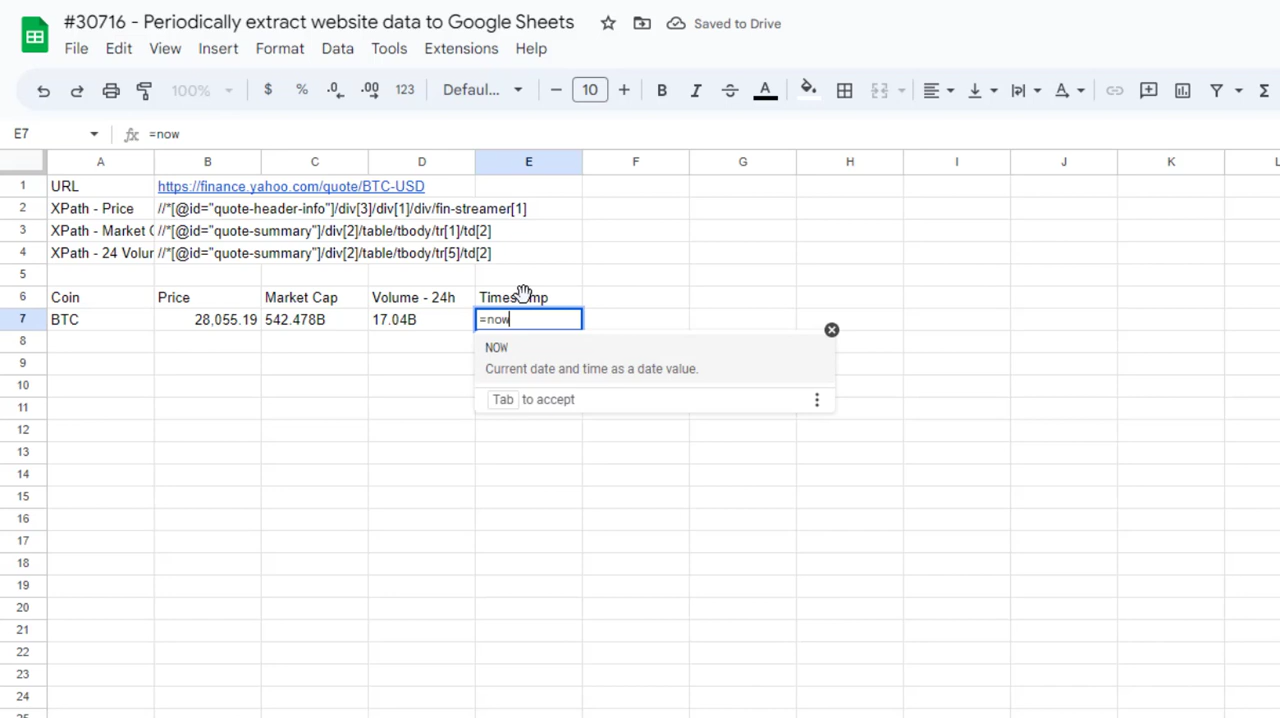 #30716 - Periodically extract website data to Google Sheets
Saved to Drive
File Edit View Insert Format Data Tools Extensions Help
100% $ % .0 .00 123 Defaul... − 10 + B I A Σ
E7 fx =now
A B C D E F G H I J K L
1 URL https://finance.yahoo.com/quote/BTC-USD
2 XPath - Price //*[@id="quote-header-info"]/div[3]/div[1]/div/fin-streamer[1]
3 XPath - Market C //*[@id="quote-summary"]/div[2]/table/tbody/tr[1]/td[2]
4 XPath - 24 Volun //*[@id="quote-summary"]/div[2]/table/tbody/tr[5]/td[2]
5
6 Coin Price Market Cap Volume - 24h
7 BTC 28,055.19 542.478B 17.04B =now
8
NOW
9
Current date and time as a date value.
10
11
Tab to accept
12
13
14
15
16
17
18
19
20
21
22
23
24
25